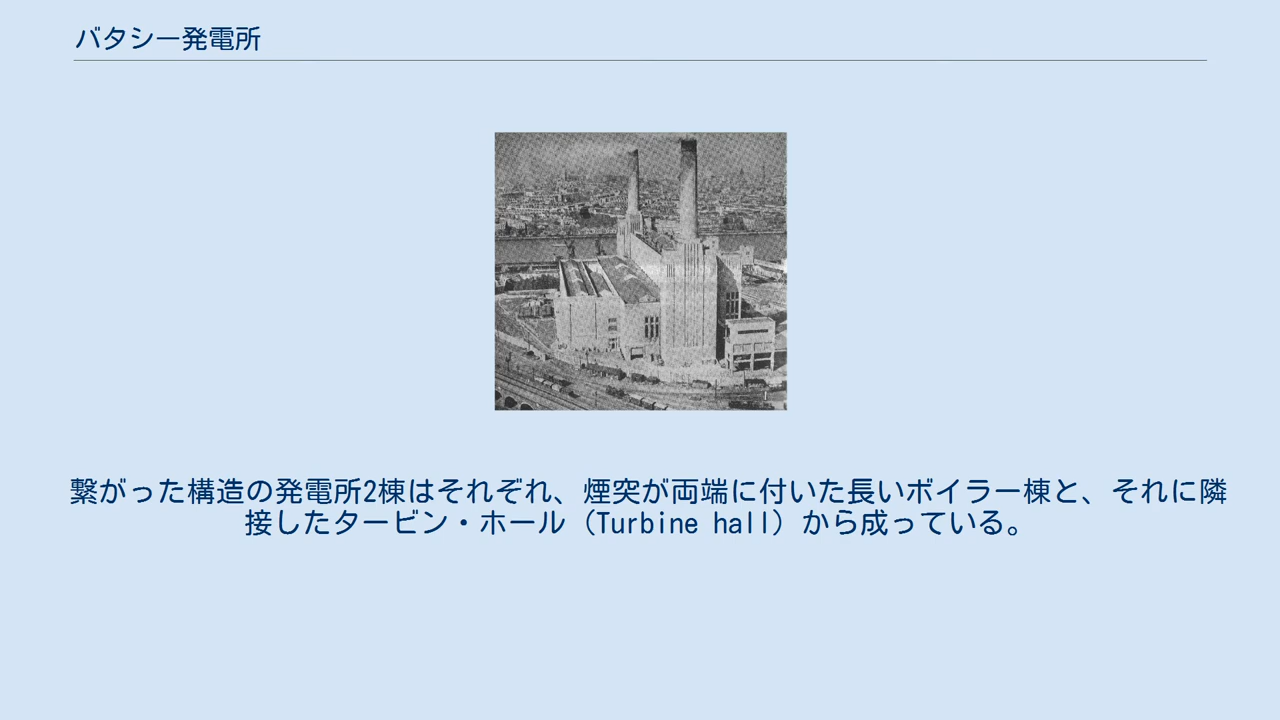 バタシー発電所
繋がった構造の発電所2棟はそれぞれ、煙突が両端に付いた長いボイラー棟と、それに隣
接したタービン・ホール（Turbine hall）から成っている。